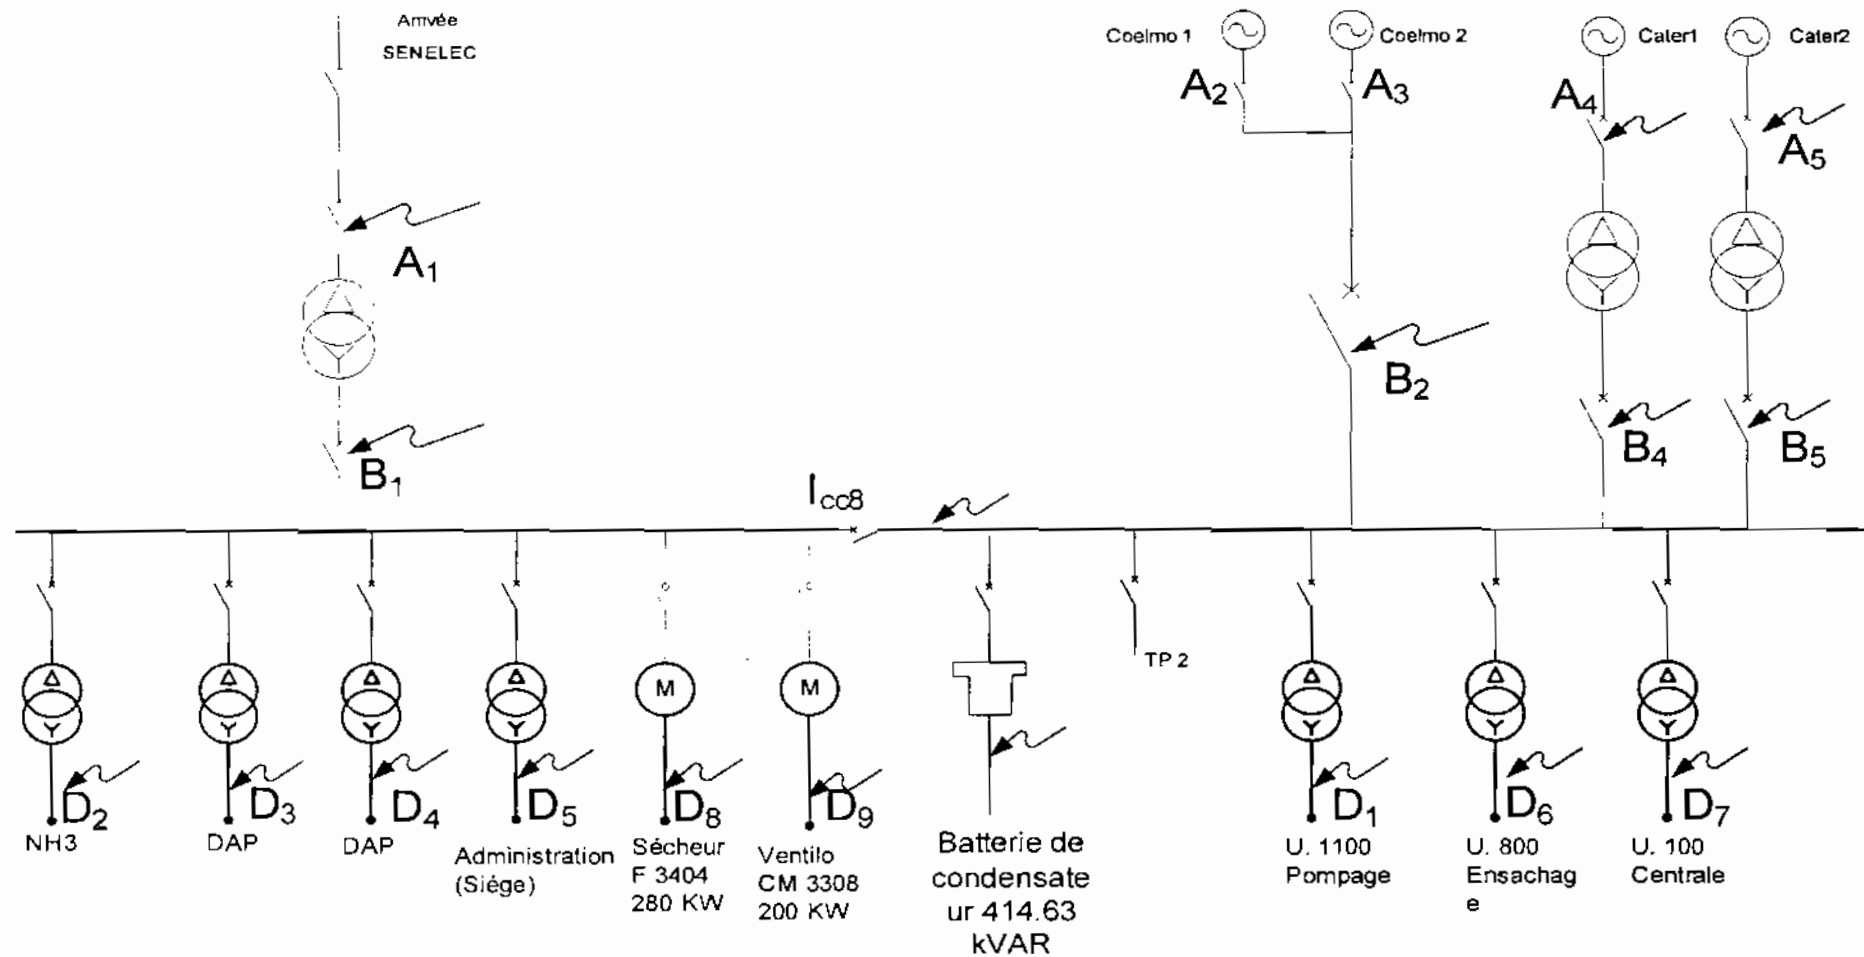 Arrivée
SENELEC
Coelmo 1
Coelmo 2
Cater1
Cater2
A2
A3
A4
A5
A1
B1
B2
B4
B5
Icc8
M
M
TP 2
D2
D3
D4
D5
D8
D9
D1
D6
D7
NH3
DAP
DAP
Administration
(Siége)
Sécheur
F 3404
280 KW
Ventilo
CM 3308
200 KW
Batterie de
condensate
ur 414.63
kVAR
U. 1100
Pompage
U. 800
Ensachag
e
U. 100
Centrale